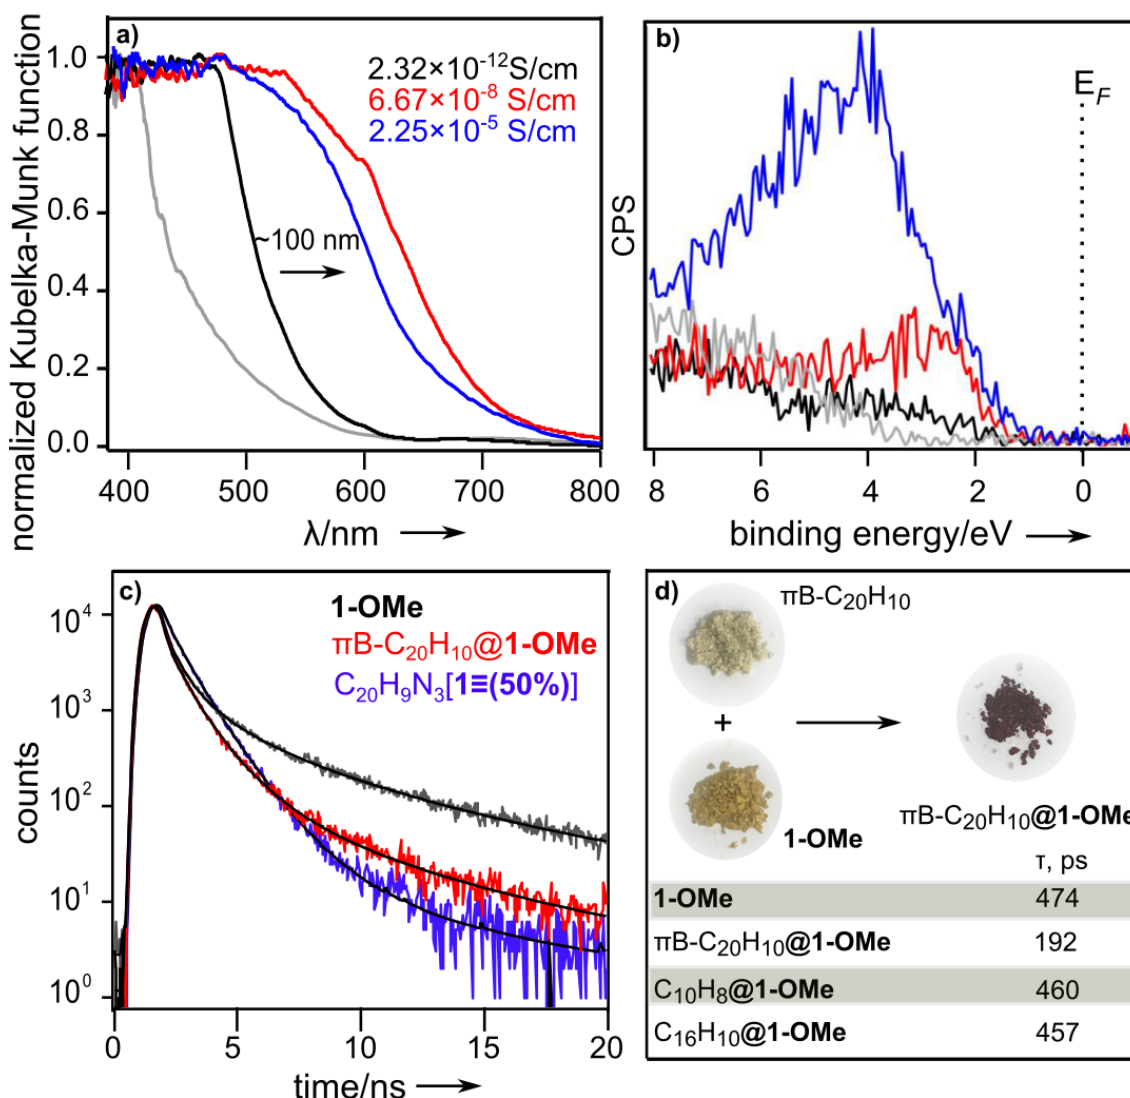 a)
2.32×10⁻¹²S/cm
6.67×10⁻⁸ S/cm
2.25×10⁻⁵ S/cm
~100 nm
normalized Kubelka-Munk function
1.0
0.8
0.6
0.4
0.2
0.0
400 500 600 700 800
λ/nm
b)
E_F
CPS
8 6 4 2 0
binding energy/eV
c)
1-OMe
πB-C₂₀H₁₀@1-OMe
C₂₀H₉N₃[1≡(50%)]
counts
10⁴
10³
10²
10¹
10⁰
0 5 10 15 20
time/ns
d)
πB-C₂₀H₁₀
+
1-OMe
πB-C₂₀H₁₀@1-OMe
τ, ps
1-OMe 474
πB-C₂₀H₁₀@1-OMe 192
C₁₀H₈@1-OMe 460
C₁₆H₁₀@1-OMe 457